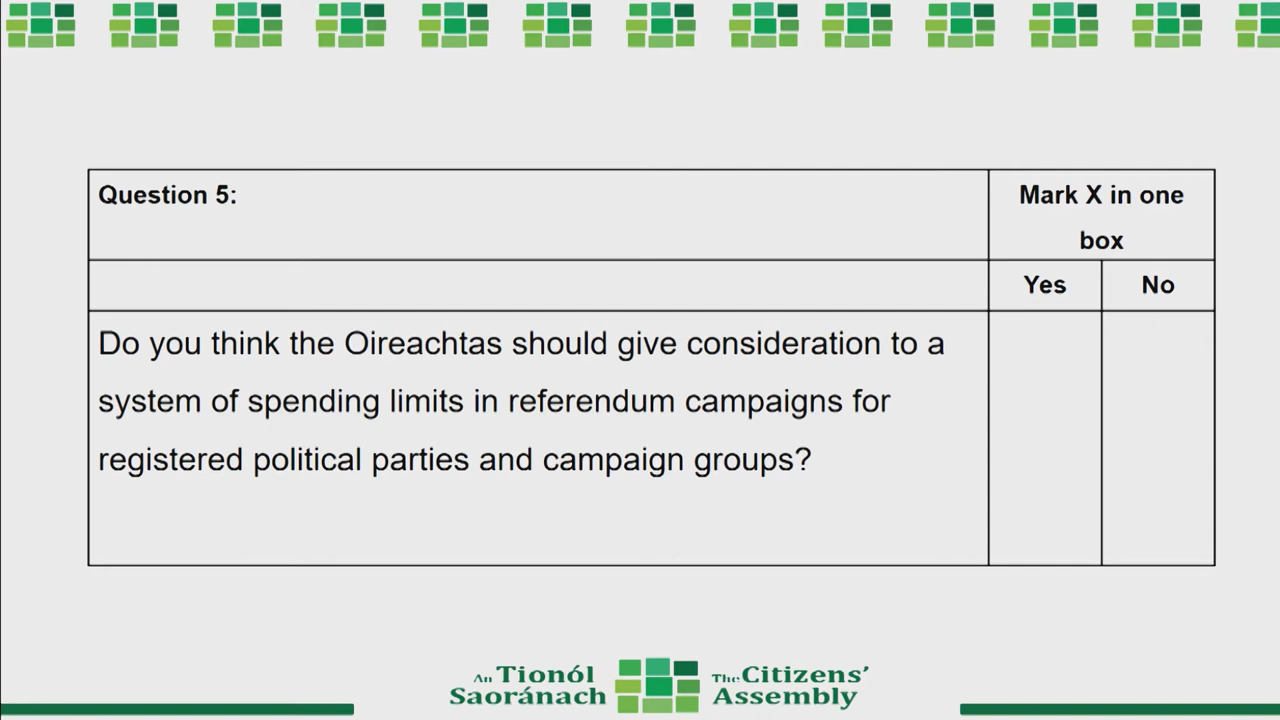 Question 5:
Mark X in one
box
Yes
No
Do you think the Oireachtas should give consideration to a
system of spending limits in referendum campaigns for
registered political parties and campaign groups?
An Tionól
Saoránach
The Citizens’
Assembly